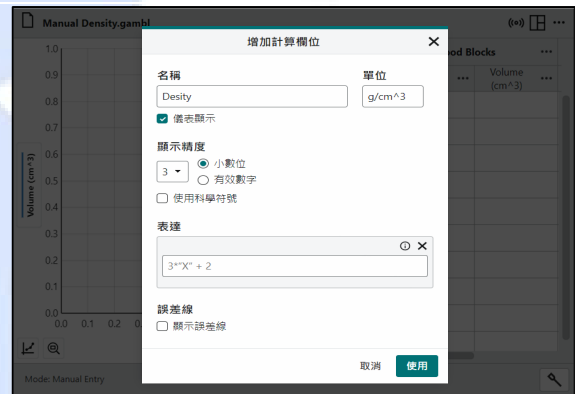 Manual Density.gambl
增加計算欄位
ood Blocks
名稱
單位
Desity
g/cm^3
儀表顯示
Volume
(cm^3)
顯示精度
3
小數位
有效數字
使用科學符號
表達
3*"X" + 2
誤差線
顯示誤差線
取消
使用
Volume (cm^3)
1.0
0.9
0.8
0.7
0.6
0.5
0.4
0.3
0.2
0.1
0.0
0.0 0.1 0.2 0.
Mode: Manual Entry